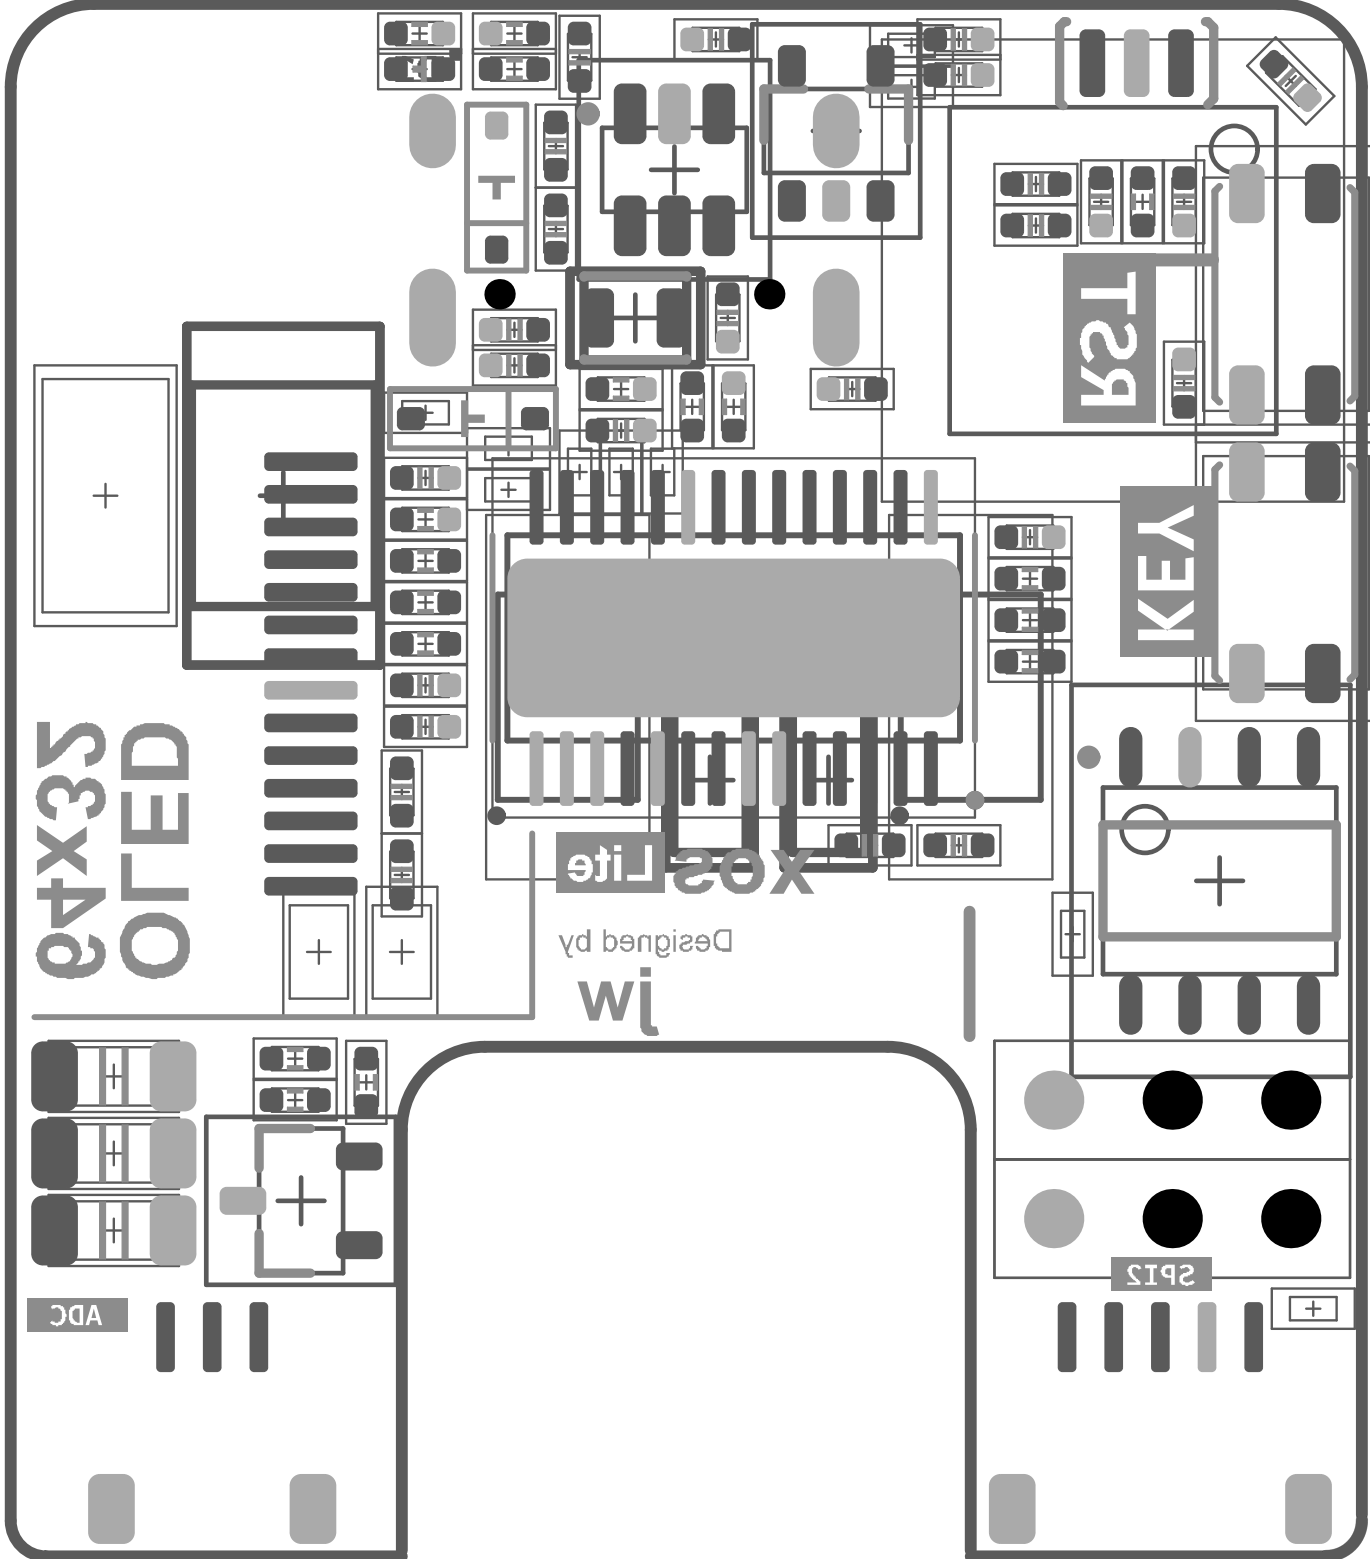 RST
KEY
OLED
64x32
xos Lite
Designed by
jw
SPI2
ADC